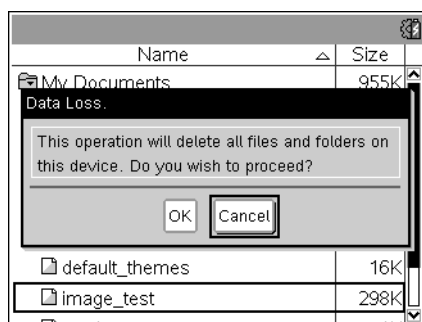 Name Size
My Documents 955K
Data Loss.
This operation will delete all files and folders on
this device. Do you wish to proceed?
OK Cancel
default_themes 16K
image_test 298K